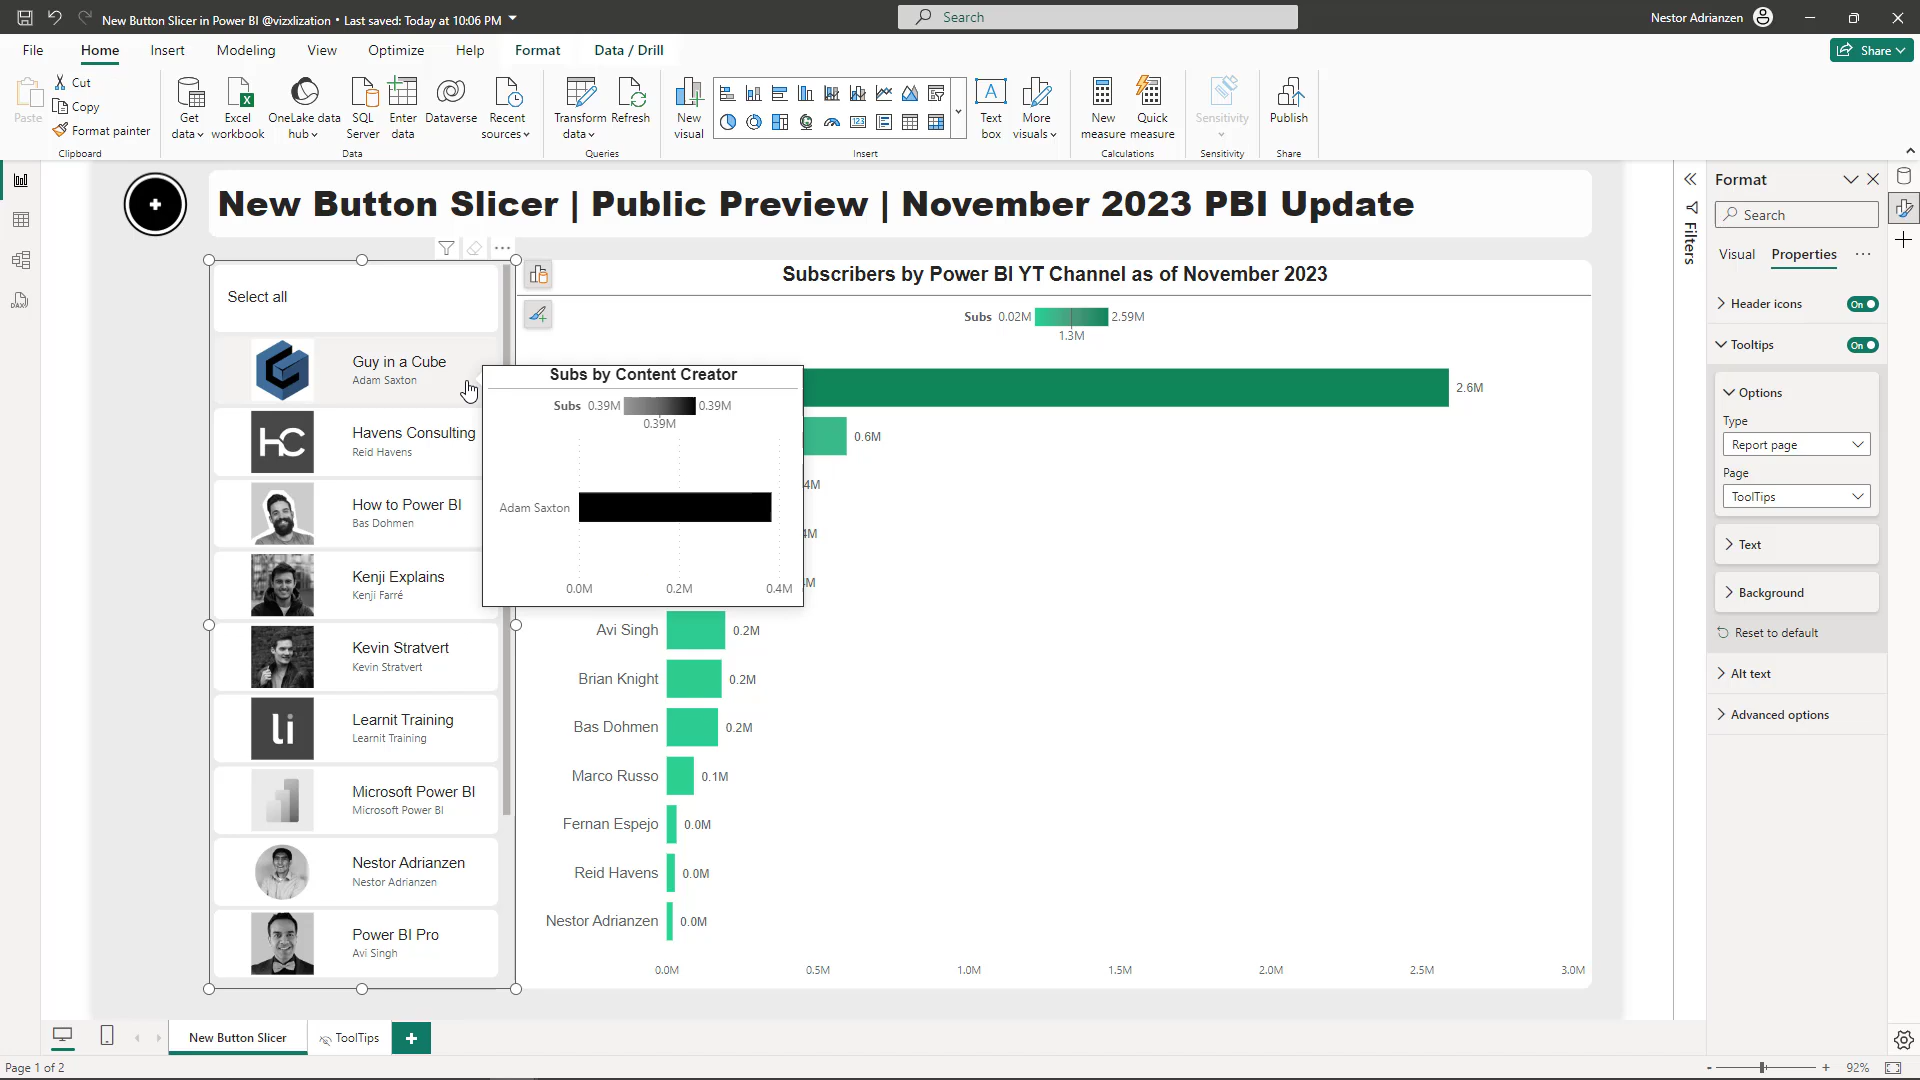 New Button Slicer in Power BI @vizxlization • Last saved: Today at 10:06 PM
Search
Nestor Adrianzen
File
Home
Insert
Modeling
View
Optimize
Help
Format
Data / Drill
Share
Paste
Cut
Copy
Format painter
Get data
Excel workbook
OneLake data hub
SQL Server
Enter data
Dataverse
Recent sources
Transform data
Refresh
New visual
Text box
More visuals
New measure
Quick measure
Sensitivity
Publish
Clipboard
Data
Queries
Insert
Calculations
Sensitivity
Share
New Button Slicer | Public Preview | November 2023 PBI Update
Select all
Guy in a Cube
Adam Saxton
HC
Havens Consulting
Reid Havens
How to Power BI
Bas Dohmen
Kenji Explains
Kenji Farré
Kevin Stratvert
Kevin Stratvert
li
Learnit Training
Learnit Training
Microsoft Power BI
Microsoft Power BI
Nestor Adrianzen
Nestor Adrianzen
Power BI Pro
Avi Singh
Subscribers by Power BI YT Channel as of November 2023
Subs 0.02M 2.59M
1.3M
Subs by Content Creator
Subs 0.39M 0.39M
0.39M
Adam Saxton
0.0M 0.2M 0.4M
2.6M
0.6M
4M
4M
4M
Avi Singh 0.2M
Brian Knight 0.2M
Bas Dohmen 0.2M
Marco Russo 0.1M
Fernan Espejo 0.0M
Reid Havens 0.0M
Nestor Adrianzen 0.0M
0.0M 0.5M 1.0M 1.5M 2.0M 2.5M 3.0M
Filters
Format
Search
Visual
Properties
Header icons
On
Tooltips
On
Options
Type
Report page
Page
ToolTips
Text
Background
Reset to default
Alt text
Advanced options
New Button Slicer
ToolTips
Page 1 of 2
92%